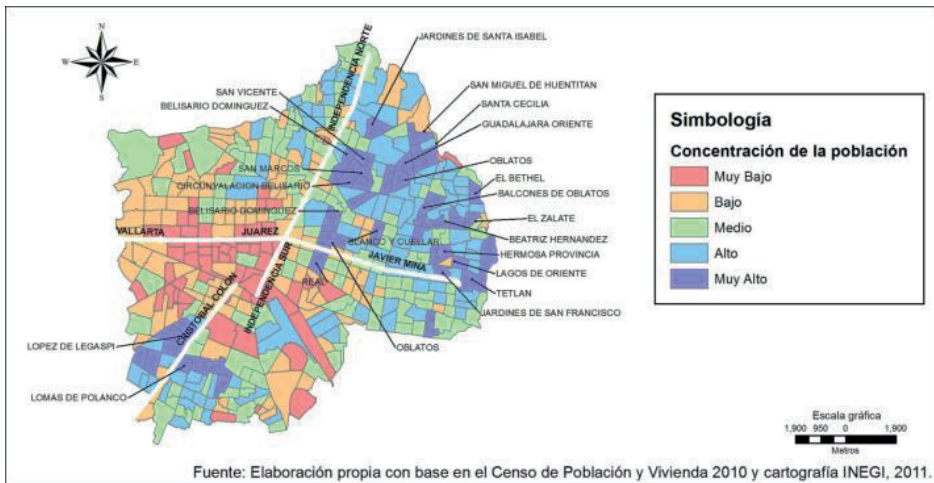 N
W
E
S
INDEPENDENCIA NORTE
JARDINES DE SANTA ISABEL
SAN VICENTE
BELISARIO DOMINGUEZ
SAN MIGUEL DE HUENTITAN
SANTA CECILIA
GUADALAJARA ORIENTE
SAN MARCOS
OBLATOS
CIRCUNVALACION BELISARIO
EL BETHEL
BALCONES DE OBLATOS
BELISARIO DOMINGUEZ
EL ZALATE
VALLARTA
JUAREZ
BLANCO Y CUELLAR
BEATRIZ HERNANDEZ
HERMOSA PROVINCIA
JAVIER MINA
LAGOS DE ORIENTE
REAL
TETLAN
INDEPENDENCIA SUR
CRISTOBAL COLON
JARDINES DE SAN FRANCISCO
LOPEZ DE LEGASPI
OBLATOS
LOMAS DE POLANCO
Simbología
Concentración de la población
Muy Bajo
Bajo
Medio
Alto
Muy Alto
Escala gráfica
1,900 950 0 1,900
Metros
Fuente: Elaboración propia con base en el Censo de Población y Vivienda 2010 y cartografía INEGI, 2011.